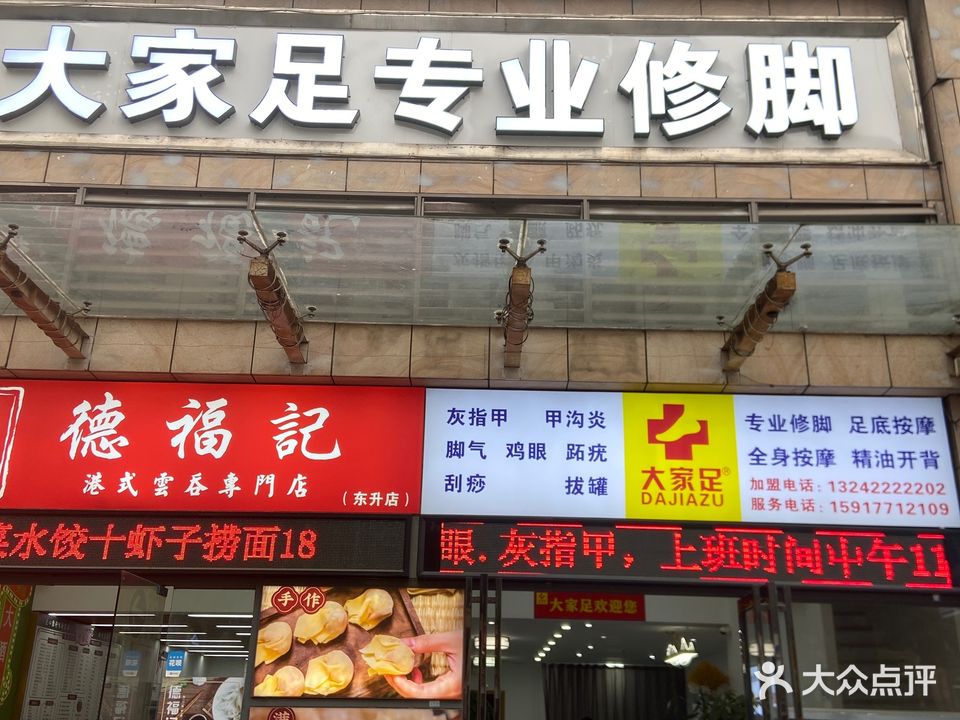 大家足专业修脚
德福記
港式雲吞專門店
（东升店）
灰指甲 甲沟炎
脚气 鸡眼 跖疣
刮痧 拔罐
大家足®
DAJIAZU
专业修脚 足底按摩
全身按摩 精油开背
加盟电话：13242222202
服务电话：15917712109
水饺十虾子捞面18
眼．灰指甲，上班时间中午11
手作
大家足欢迎您
大众点评